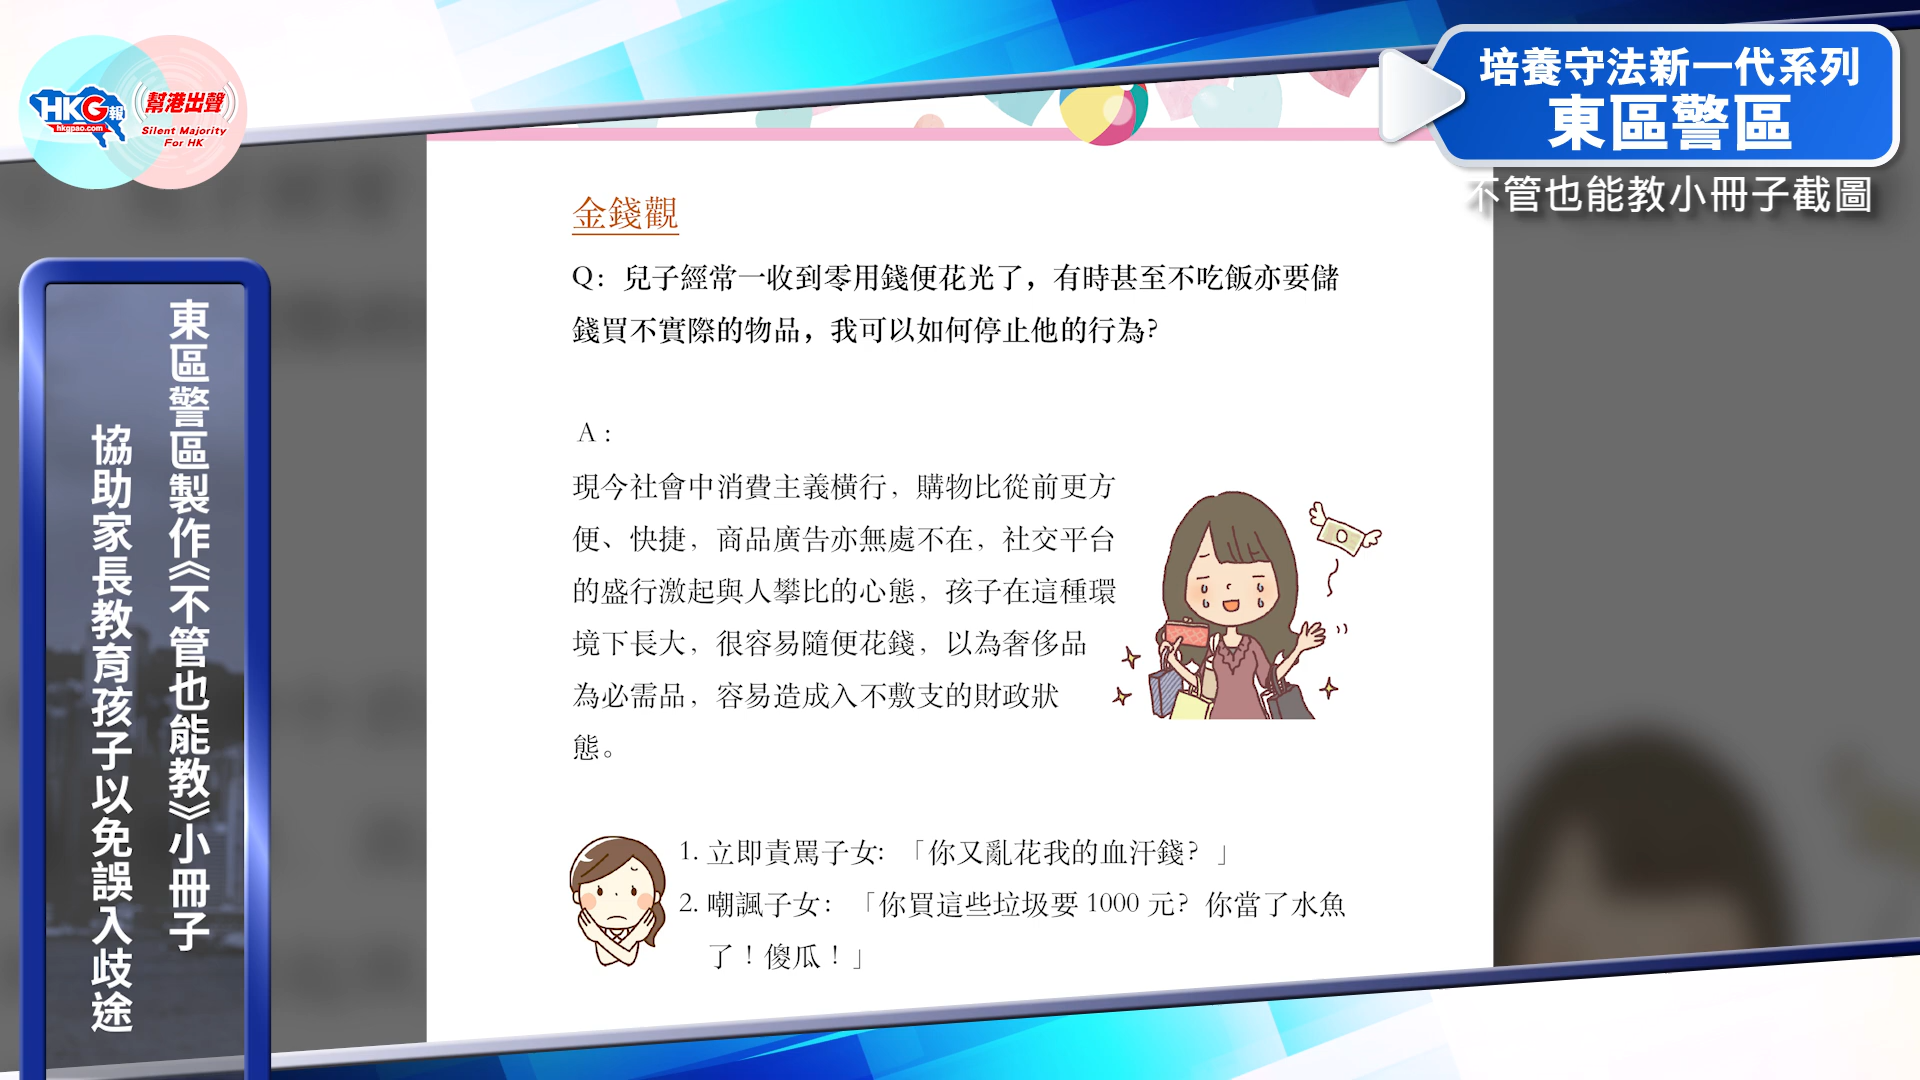 HKG報
hkgpao.com
幫港出聲
Silent Majority
For HK
培養守法新一代系列
東區警區
不管也能教小冊子截圖
東區警區製作《不管也能教》小冊子
協助家長教育孩子以免誤入歧途
金錢觀
Q：兒子經常一收到零用錢便花光了，有時甚至不吃飯亦要儲
錢買不實際的物品，我可以如何停止他的行為？
A：
現今社會中消費主義橫行，購物比從前更方
便、快捷，商品廣告亦無處不在，社交平台
的盛行激起與人攀比的心態，孩子在這種環
境下長大，很容易隨便花錢，以為奢侈品
為必需品，容易造成入不敷支的財政狀
態。
1. 立即責罵子女：「你又亂花我的血汗錢？」
2. 嘲諷子女：「你買這些垃圾要 1000 元？你當了水魚
了！傻瓜！」